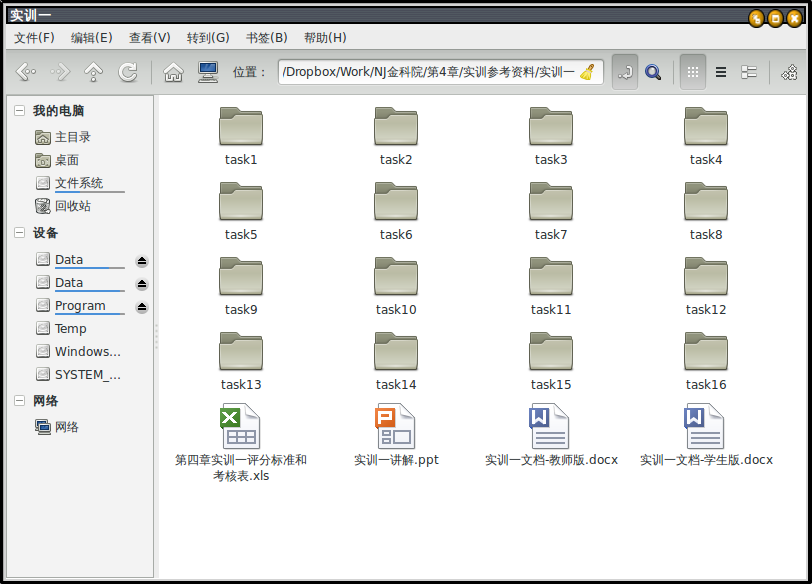 实训一
文件(F) 编辑(E) 查看(V) 转到(G) 书签(B) 帮助(H)
位置： /Dropbox/Work/NJ金科院/第4章/实训参考资料/实训一
我的电脑
主目录
桌面
文件系统
回收站
设备
Data
Data
Program
Temp
Windows...
SYSTEM_...
网络
网络
task1 task2 task3 task4
task5 task6 task7 task8
task9 task10 task11 task12
task13 task14 task15 task16
第四章实训一评分标准和
考核表.xls
实训一讲解.ppt
实训一文档-教师版.docx
实训一文档-学生版.docx